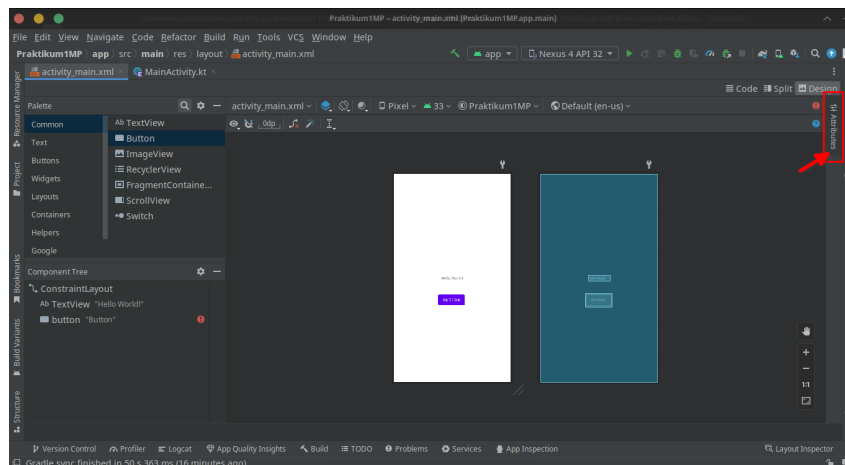 Praktikum1MP – activity_main.xml [Praktikum1MP.app.main]
File Edit View Navigate Code Refactor Build Run Tools VCS Window Help
Praktikum1MP app src main res layout activity_main.xml app Nexus 4 API 32
activity_main.xml MainActivity.kt
Code Split Design
Resource Manager
Project
Bookmarks
Build Variants
Structure
Palette
Common
Text
Buttons
Widgets
Layouts
Containers
Helpers
Google
Ab TextView
Button
ImageView
RecyclerView
FragmentContaine...
ScrollView
Switch
activity_main.xml Pixel 33 Praktikum1MP Default (en-us)
0dp
Attributes
Hello World!
BUTTON
BUTTON
Component Tree
ConstraintLayout
Ab TextView "Hello World!"
button "Button"
1:1
Version Control Profiler Logcat App Quality Insights Build TODO Problems Services App Inspection Layout Inspector
Gradle sync finished in 50 s 363 ms (16 minutes ago)